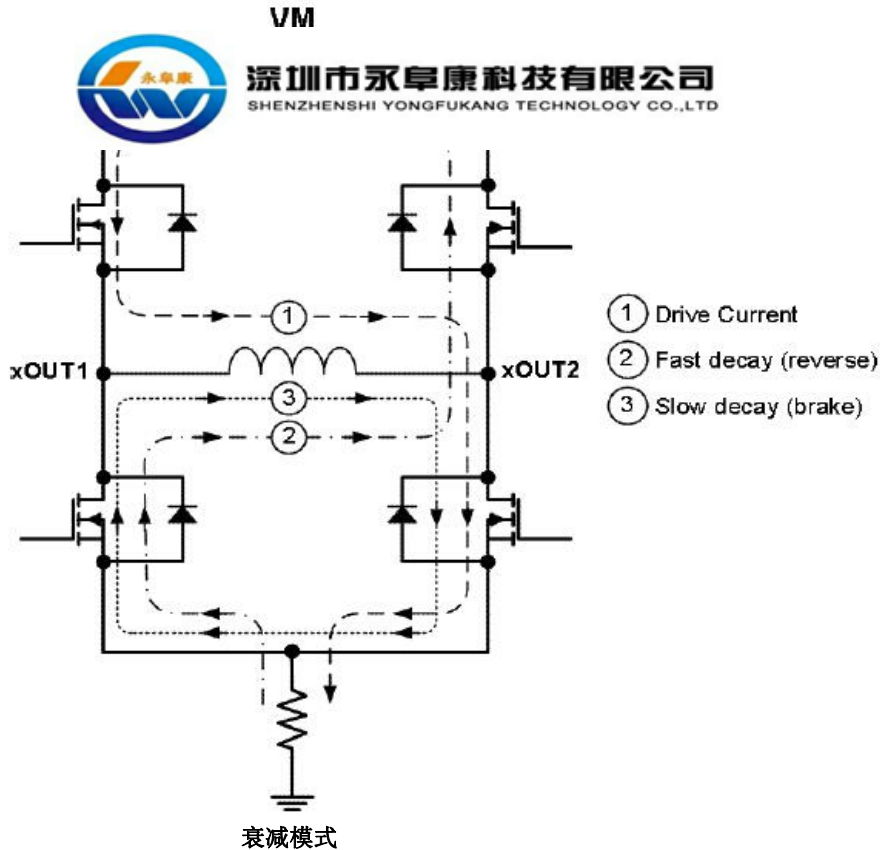 VM
永阜康
深圳市永阜康科技有限公司
SHENZHENSHI YONGFUKANG TECHNOLOGY CO.,LTD
1
1 Drive Current
xOUT1
xOUT2
2 Fast decay (reverse)
3
3 Slow decay (brake)
2
衰减模式